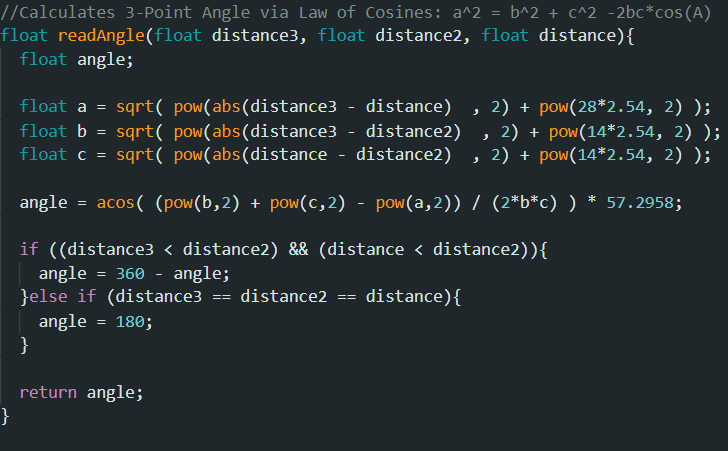 //Calculates 3-Point Angle via Law of Cosines: a^2 = b^2 + c^2 -2bc*cos(A)
float readAngle(float distance3, float distance2, float distance){
  float angle;

  float a = sqrt( pow(abs(distance3 - distance)  , 2) + pow(28*2.54, 2) );
  float b = sqrt( pow(abs(distance3 - distance2)  , 2) + pow(14*2.54, 2) );
  float c = sqrt( pow(abs(distance - distance2)  , 2) + pow(14*2.54, 2) );

  angle = acos( (pow(b,2) + pow(c,2) - pow(a,2)) / (2*b*c) ) * 57.2958;

  if ((distance3 < distance2) && (distance < distance2)){
    angle = 360 - angle;
  }else if (distance3 == distance2 == distance){
    angle = 180;
  }

  return angle;
}